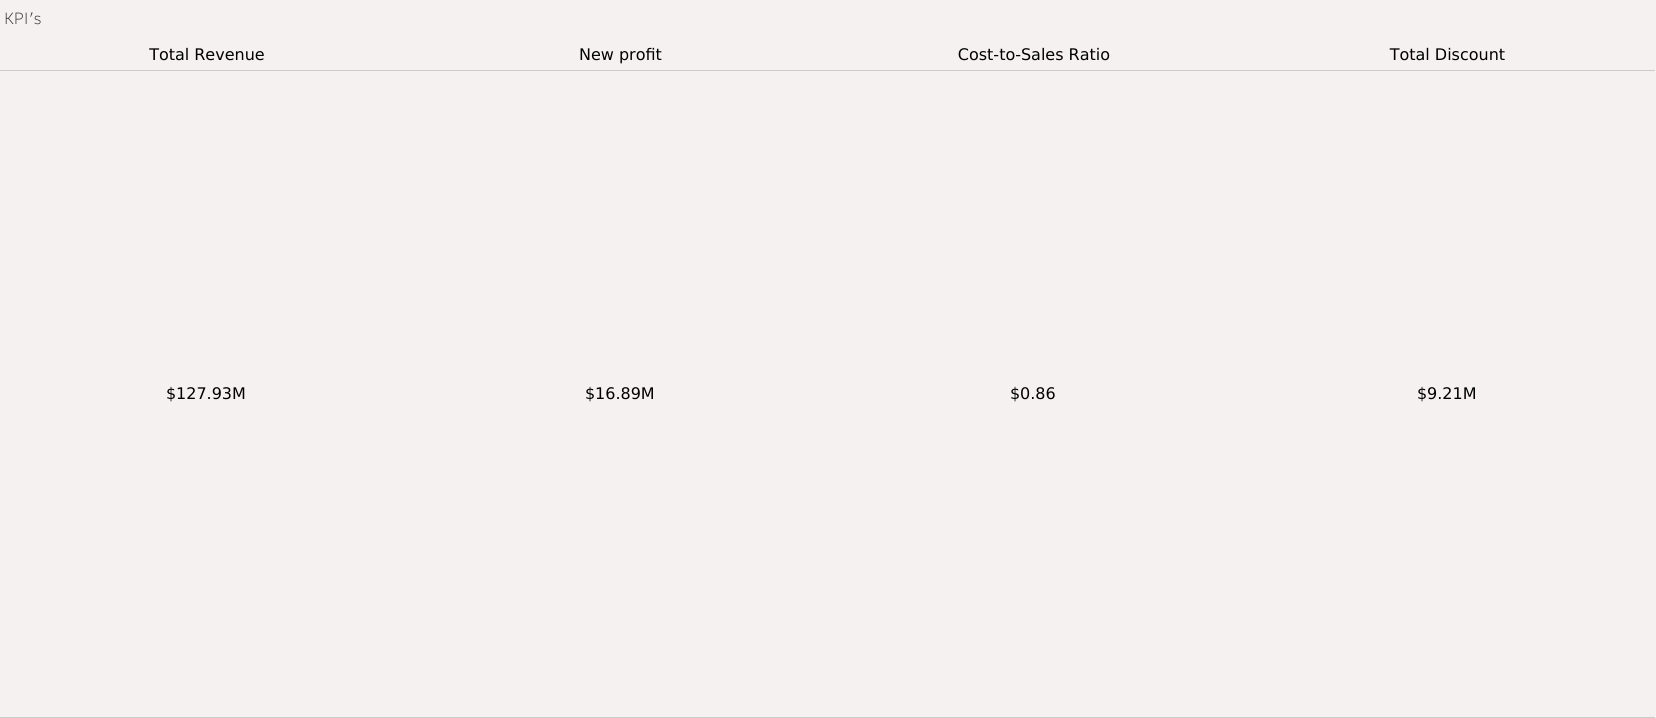 KPI's
Total Revenue New profit Cost-to-Sales Ratio Total Discount
$127.93M $16.89M $0.86 $9.21M